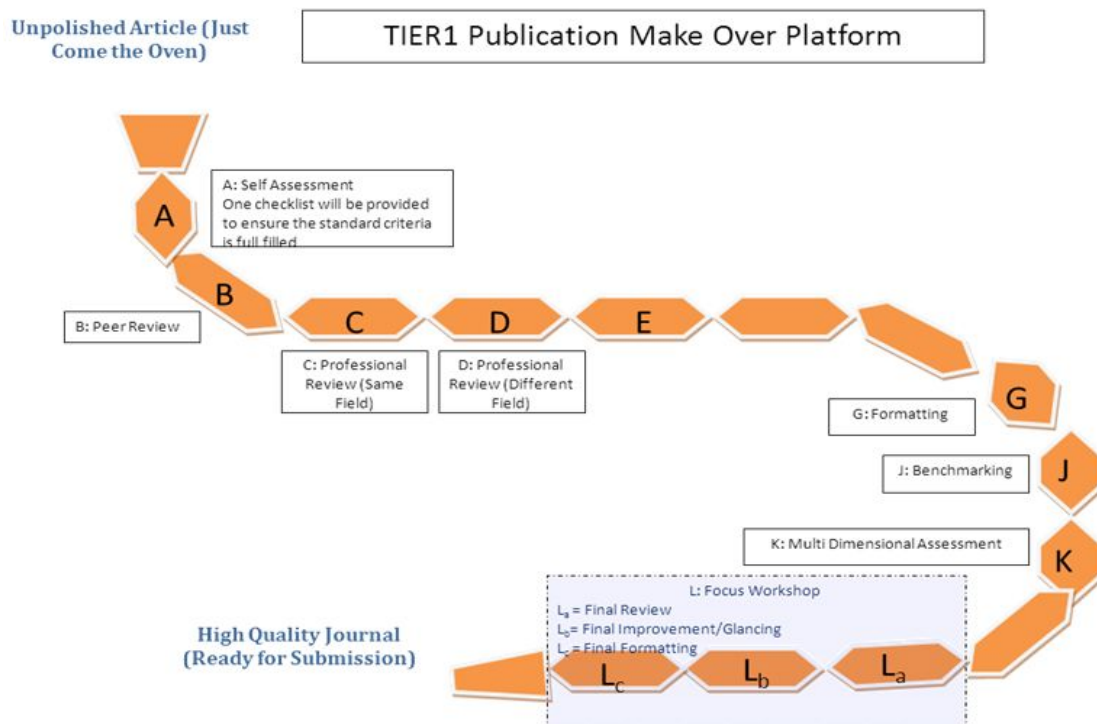 Unpolished Article (Just
Come the Oven)
TIER1 Publication Make Over Platform
A
A: Self Assessment
One checklist will be provided
to ensure the standard criteria
is full filled
B
B: Peer Review
C
D
E
C: Professional
Review (Same
Field)
D: Professional
Review (Different
Field)
G
G: Formatting
J
J: Benchmarking
K
K: Multi Dimensional Assessment
L: Focus Workshop
La = Final Review
Lb= Final Improvement/Glancing
Lc = Final Formatting
High Quality Journal
(Ready for Submission)
Lc
Lb
La